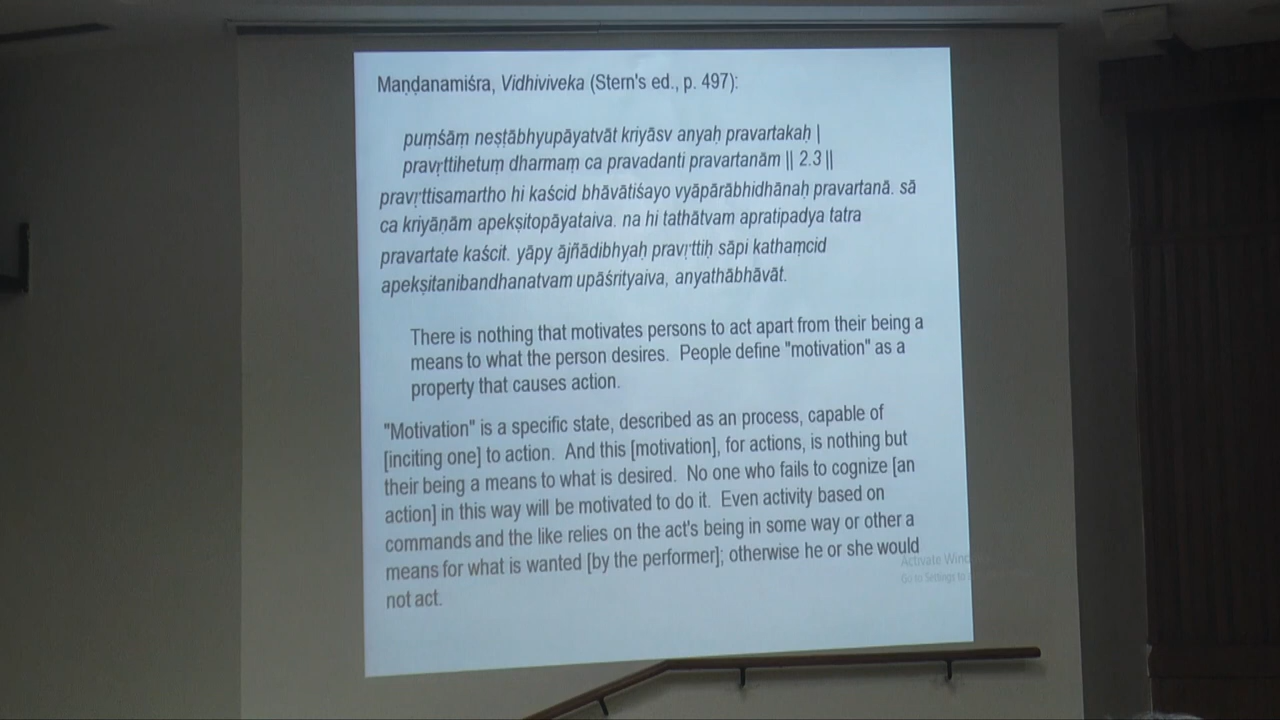 Maṇḍanamiśra, Vidhiviveka (Stern's ed., p. 497):
puṃśāṃ neṣṭābhyupāyatvāt kriyāsv anyaḥ pravartakaḥ |
pravṛttihetuṃ dharmaṃ ca pravadanti pravartanām || 2.3 ||
pravṛttisamartho hi kaścid bhāvātiśayo vyāpārābhidhānaḥ pravartanā. sā
ca kriyāṇām apekṣitopāyataiva. na hi tathātvam apratipadya tatra
pravartate kaścit. yāpy ājñādibhyaḥ pravṛttiḥ sāpi kathaṃcid
apekṣitanibandhanatvam upāśrityaiva, anyathābhāvāt.
There is nothing that motivates persons to act apart from their being a
means to what the person desires. People define "motivation" as a
property that causes action.
"Motivation" is a specific state, described as an process, capable of
[inciting one] to action. And this [motivation], for actions, is nothing but
their being a means to what is desired. No one who fails to cognize [an
action] in this way will be motivated to do it. Even activity based on
commands and the like relies on the act's being in some way or other a
means for what is wanted [by the performer]; otherwise he or she would
not act.
Activate Wind
Go to Settings to